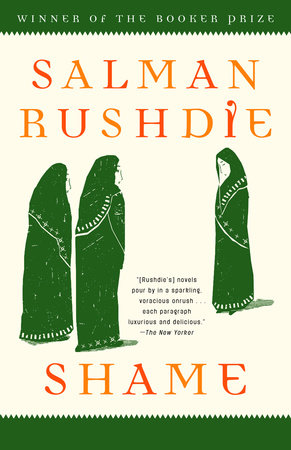 WINNER OF THE BOOKER PRIZE
SALMAN
RUSHDIE
"[Rushdie's] novels
pour by in a sparkling,
voracious onrush . . .
each paragraph
luxurious and delicious."
—The New Yorker
SHAME